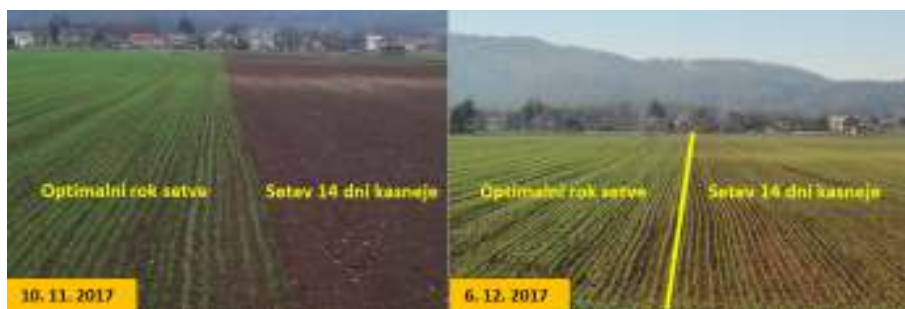 Optimalni rok setve
Setev 14 dni kasneje
10. 11. 2017
Optimalni rok setve
Setev 14 dni kasneje
6. 12. 2017